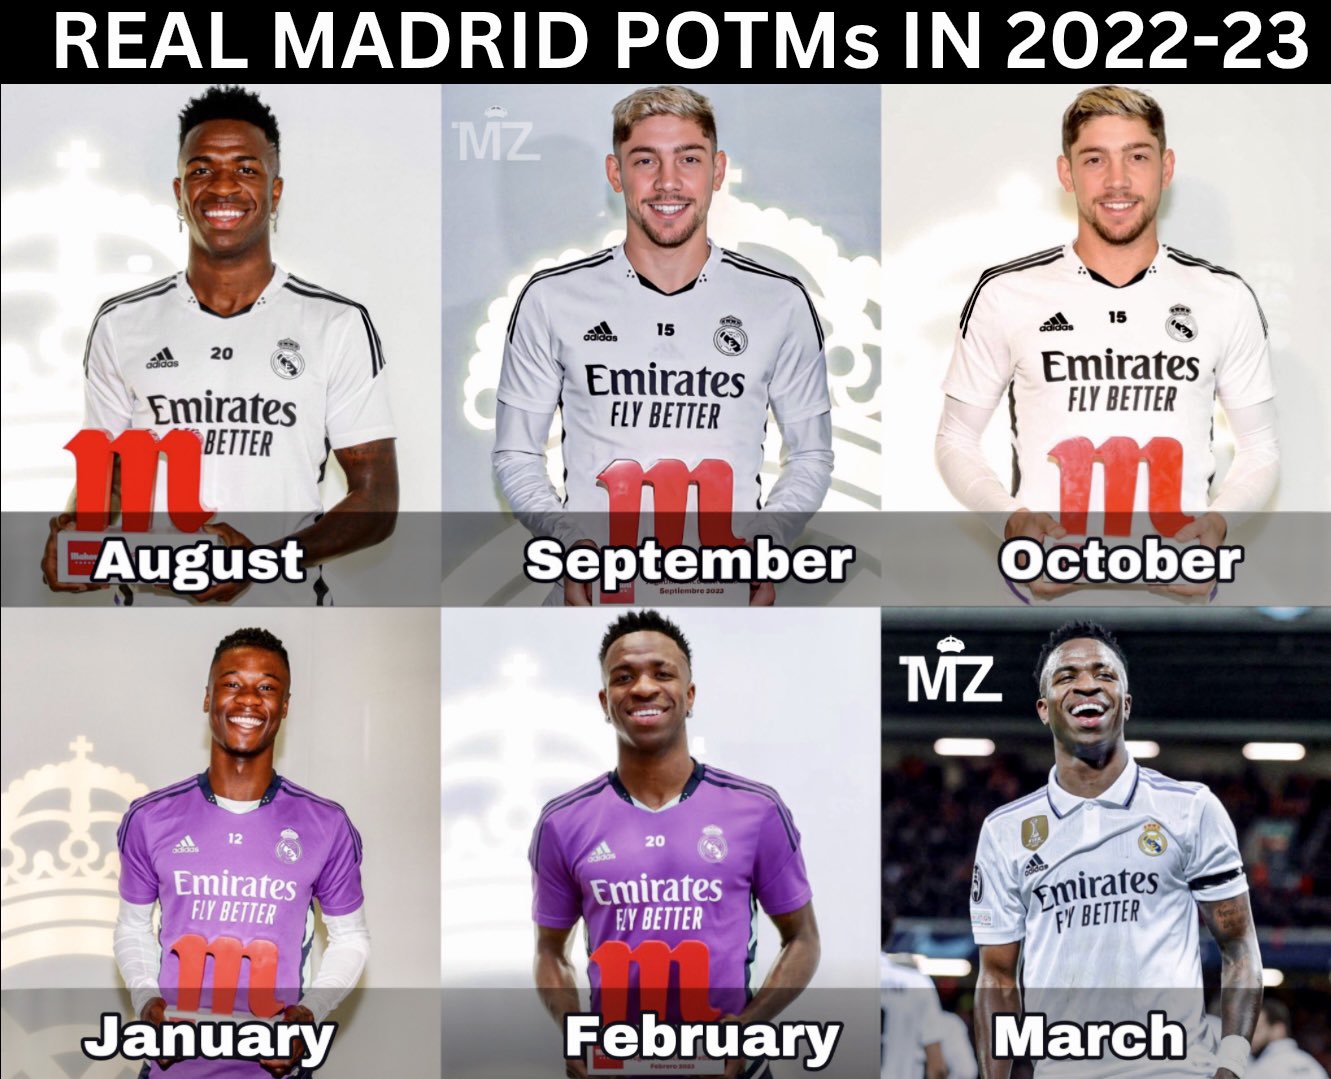 REAL MADRID POTMs IN 2022-23
MZ
adidas
20
Emirates
BETTER
adidas
15
Emirates
FLY BETTER
adidas
15
Emirates
FLY BETTER
m
m
m
August
September
October
Septiembre 2022
MZ
adidas
12
Emirates
FLY BETTER
adidas
20
Emirates
FLY BETTER
adidas
Emirates
FLY BETTER
m
m
January
February
March
Febrero 2023